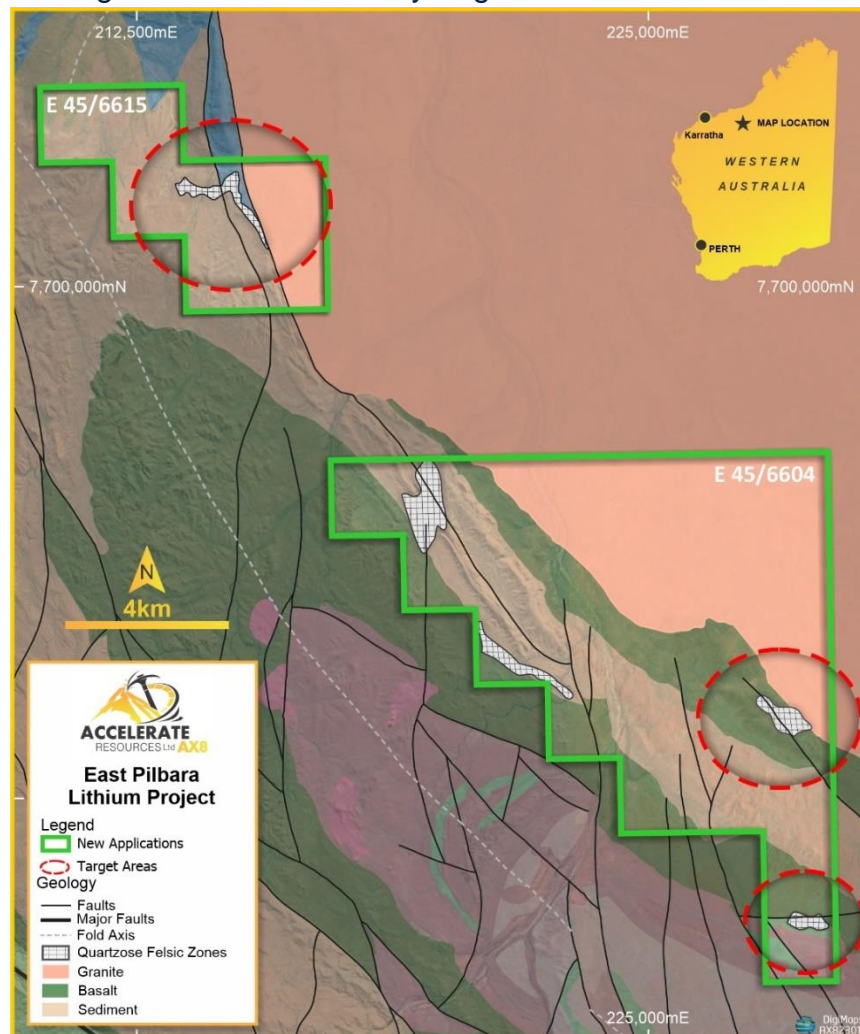 212,500mE
225,000mE
E 45/6615
Karratha
MAP LOCATION
WESTERN
AUSTRALIA
PERTH
7,700,000mN
7,700,000mN
E 45/6604
N
4km
ACCELERATE
RESOURCES Ltd AX8
East Pilbara
Lithium Project
Legend
New Applications
Target Areas
Geology
Faults
Major Faults
Fold Axis
Quartzose Felsic Zones
Granite
Basalt
Sediment
225,000mE
DigiMaps